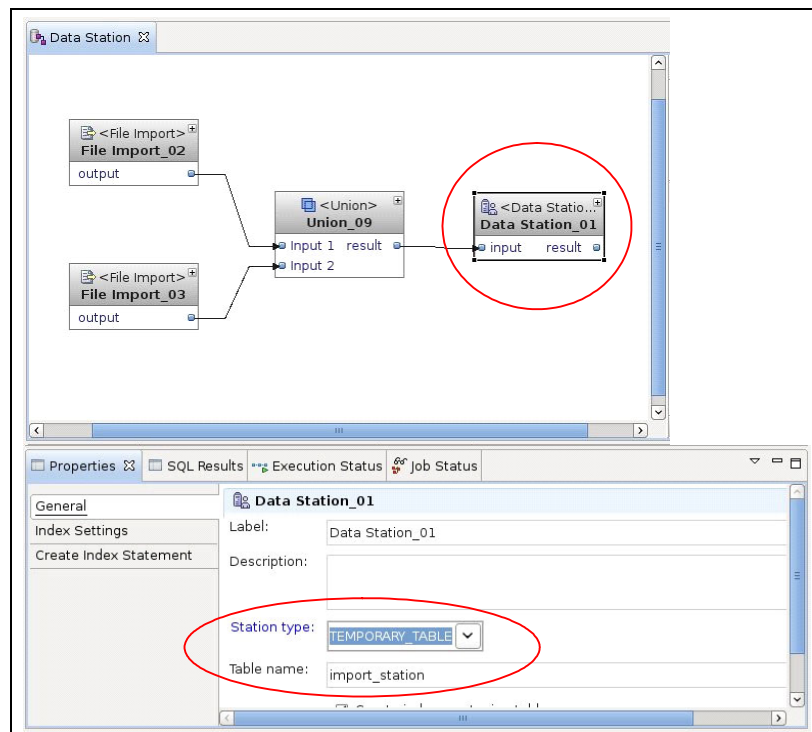 Data Station
<File Import>
File Import_02
output
<Union>
Union_09
Input 1 result
Input 2
<Data Statio...
Data Station_01
input result
<File Import>
File Import_03
output
Properties SQL Results Execution Status Job Status
General
Index Settings
Create Index Statement
Data Station_01
Label: Data Station_01
Description:
Station type: TEMPORARY_TABLE
Table name: import_station